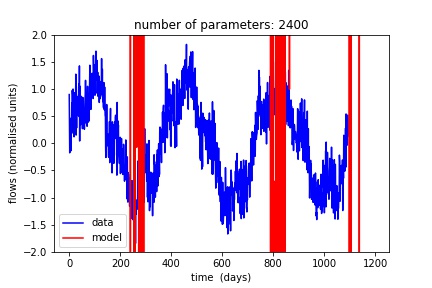 number of parameters: 2400
flows (normalised units)
2.0
1.5
1.0
0.5
0.0
−0.5
−1.0
−1.5
−2.0
data
model
0 200 400 600 800 1000 1200
time (days)